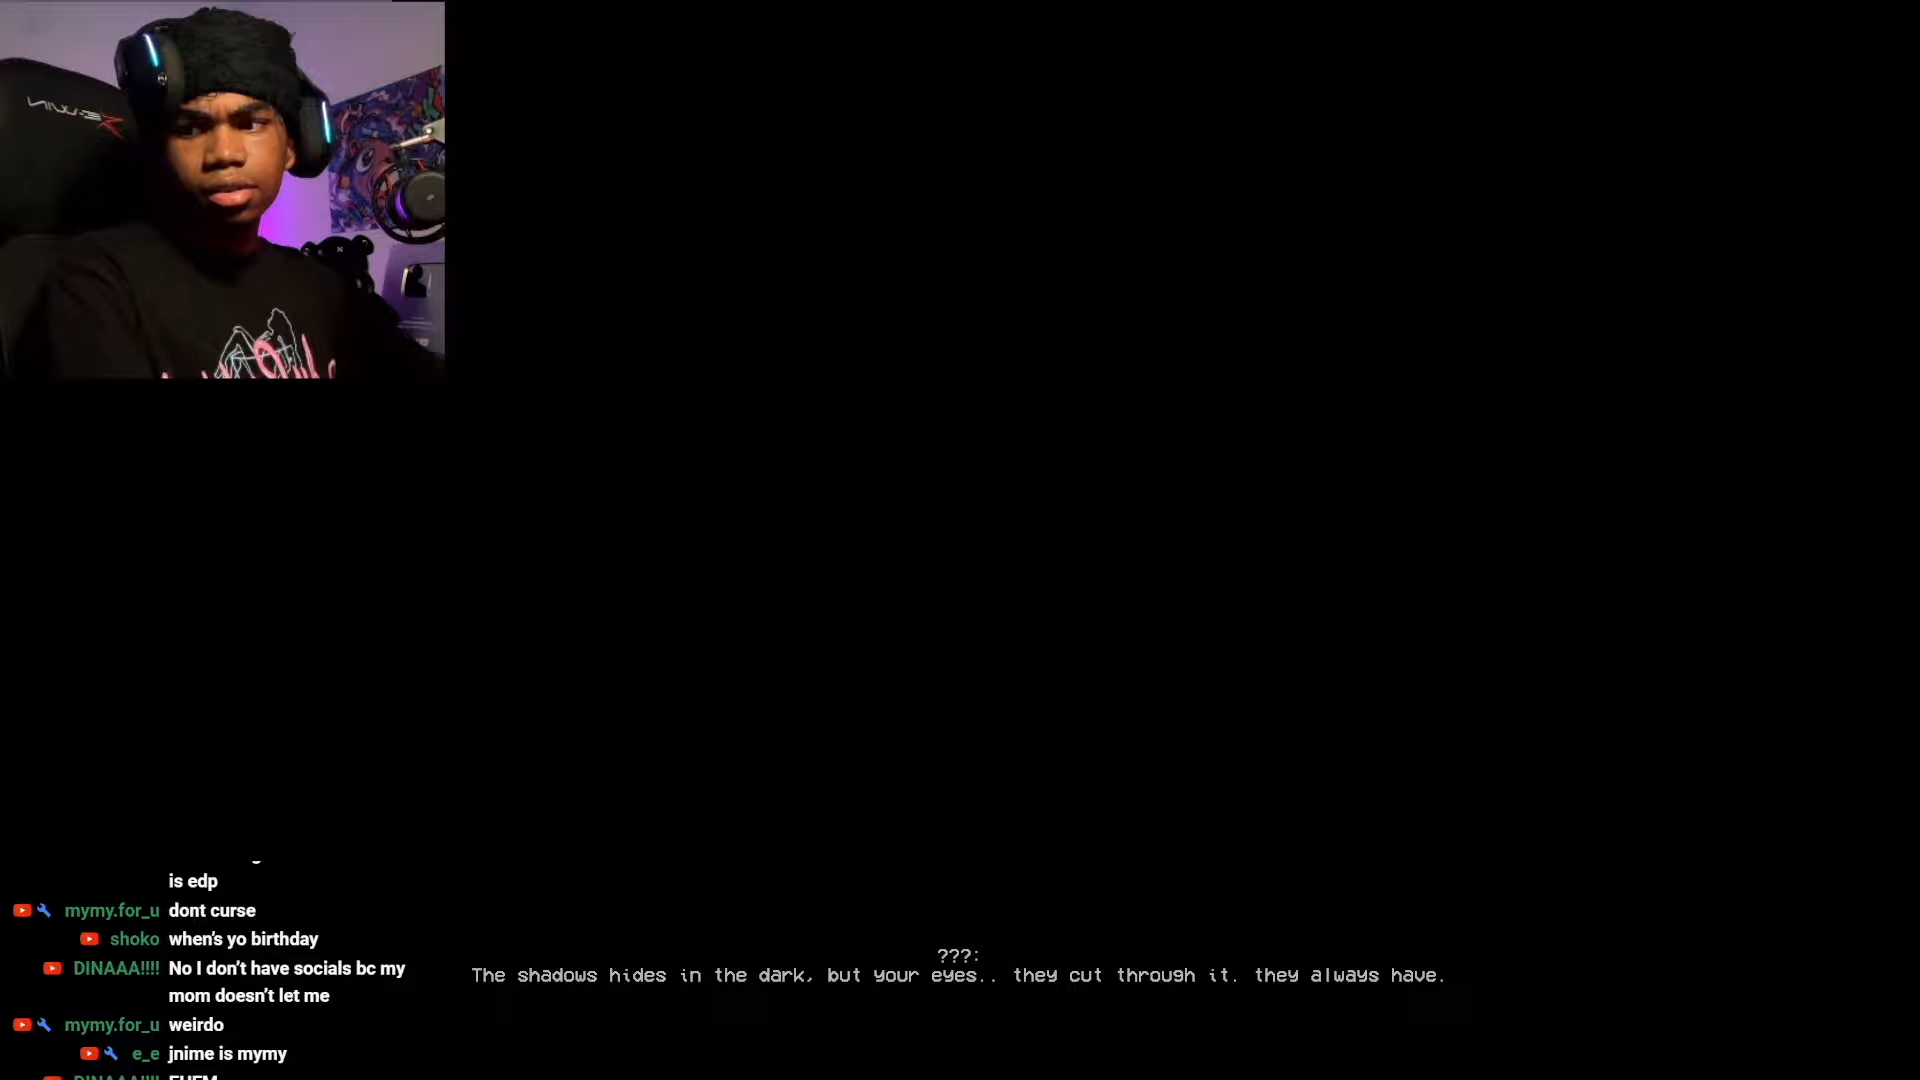 is edp
mymy.for_u dont curse
shoko when's yo birthday
DINAAA!!!! No I don't have socials bc my
mom doesn't let me
mymy.for_u weirdo
e_e jnime is mymy
???:
The shadows hides in the dark, but your eyes.. they cut through it. they always have.